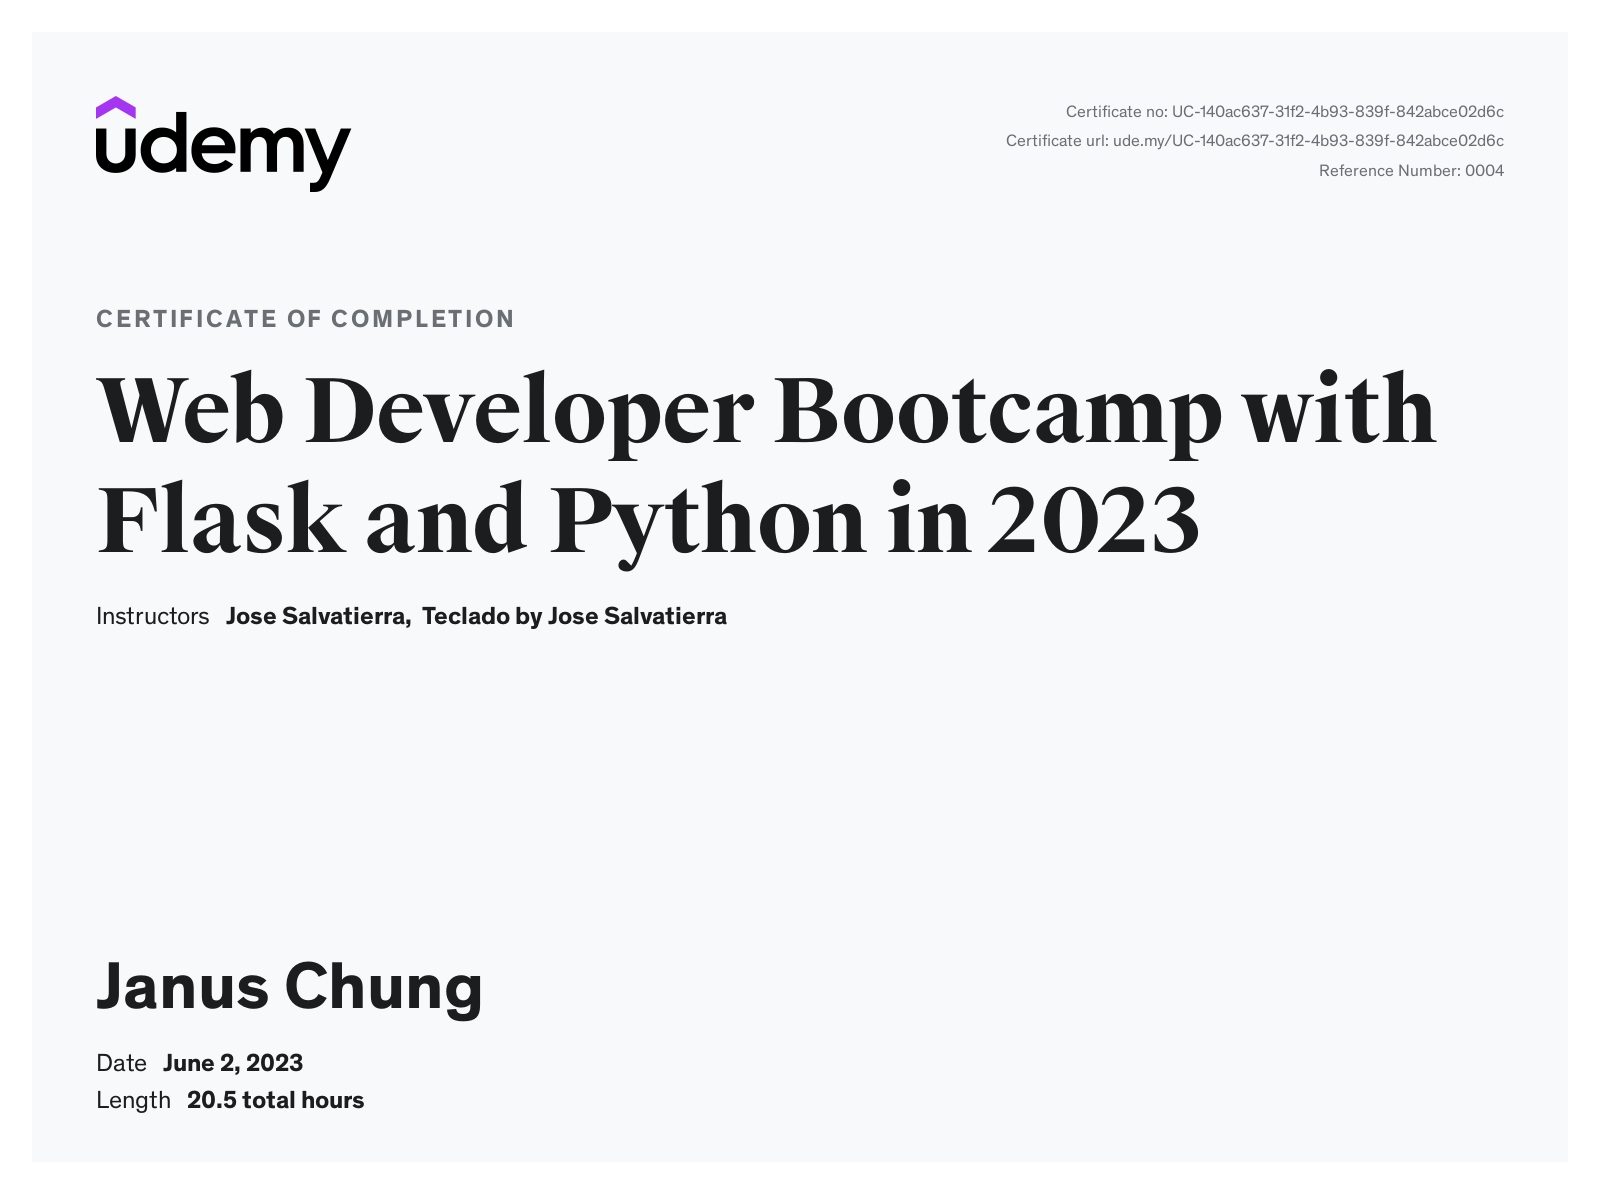 udemy
Certificate no: UC-140ac637-31f2-4b93-839f-842abce02d6c
Certificate url: ude.my/UC-140ac637-31f2-4b93-839f-842abce02d6c
Reference Number: 0004
CERTIFICATE OF COMPLETION
Web Developer Bootcamp with
Flask and Python in 2023
Instructors Jose Salvatierra, Teclado by Jose Salvatierra
Janus Chung
Date June 2, 2023
Length 20.5 total hours